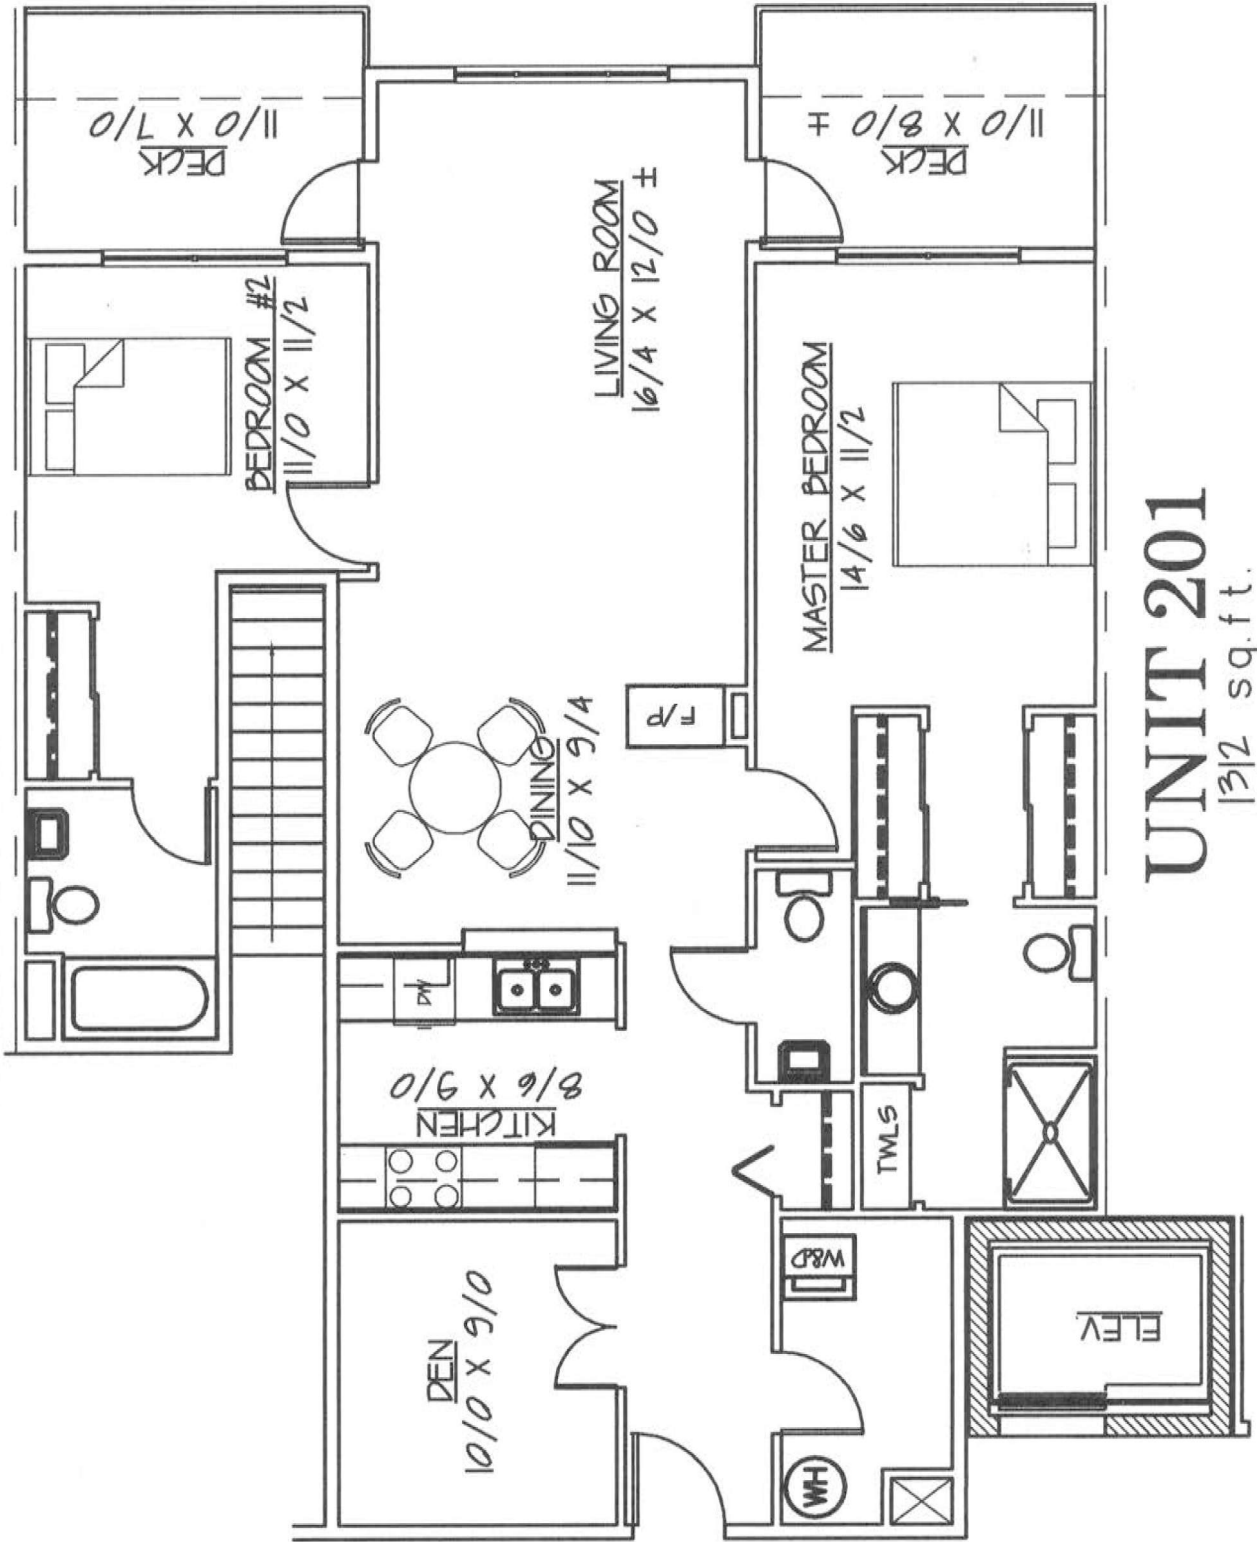 DECK
11/0 X 7/0
DECK
11/0 X 8/0 ±
BEDROOM #2
11/0 X 11/2
LIVING ROOM
16/4 X 12/0 ±
MASTER BEDROOM
14/6 X 11/2
F/P
DINING
11/10 X 9/4
DW
KITCHEN
8/6 X 9/0
TWLS
W&D
DEN
10/0 X 9/0
WH
ELEV.
UNIT 201
1312 sq.ft.